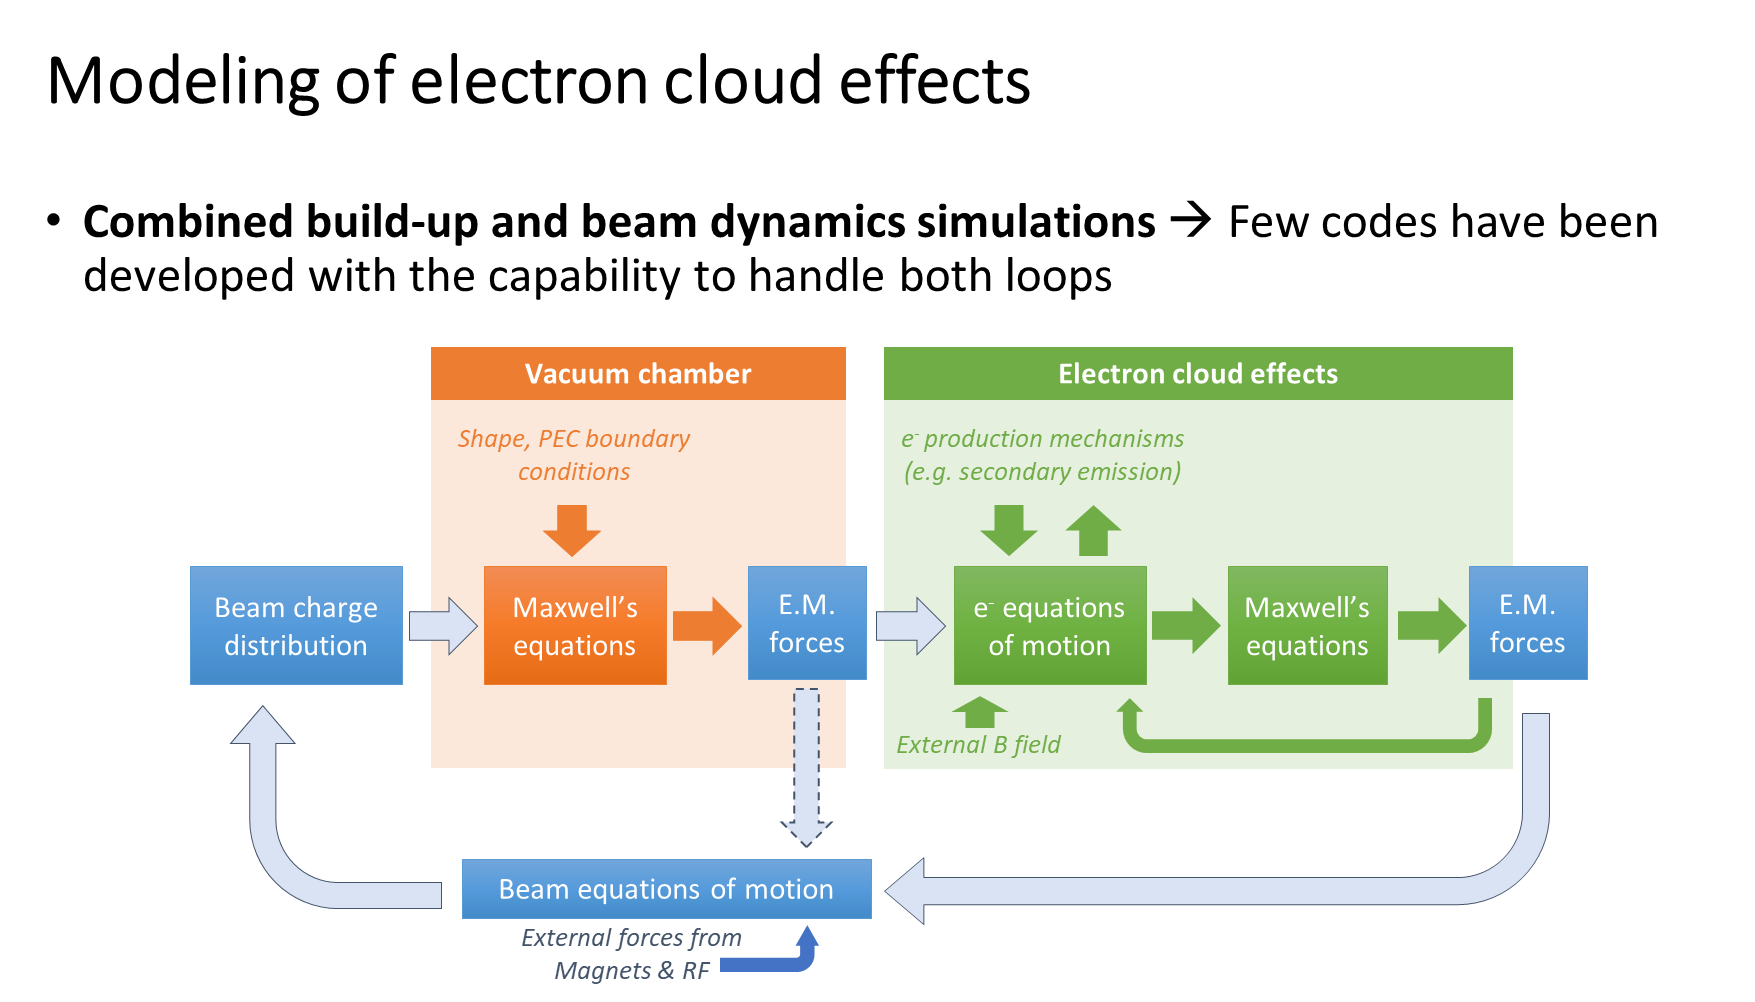 Modeling of electron cloud effects
• Combined build-up and beam dynamics simulations → Few codes have been
developed with the capability to handle both loops
Vacuum chamber
Electron cloud effects
Shape, PEC boundary
conditions
e- production mechanisms
(e.g. secondary emission)
Beam charge
distribution
Maxwell’s
equations
E.M.
forces
e- equations
of motion
Maxwell’s
equations
E.M.
forces
External B field
Beam equations of motion
External forces from
Magnets & RF